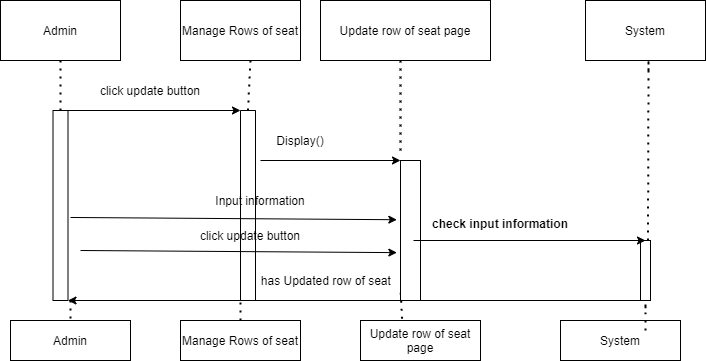 Admin
Manage Rows of seat
Update row of seat page
System
click update button
Display()
Input information
check input information
click update button
has Updated row of seat
Admin
Manage Rows of seat
Update row of seat
page
System